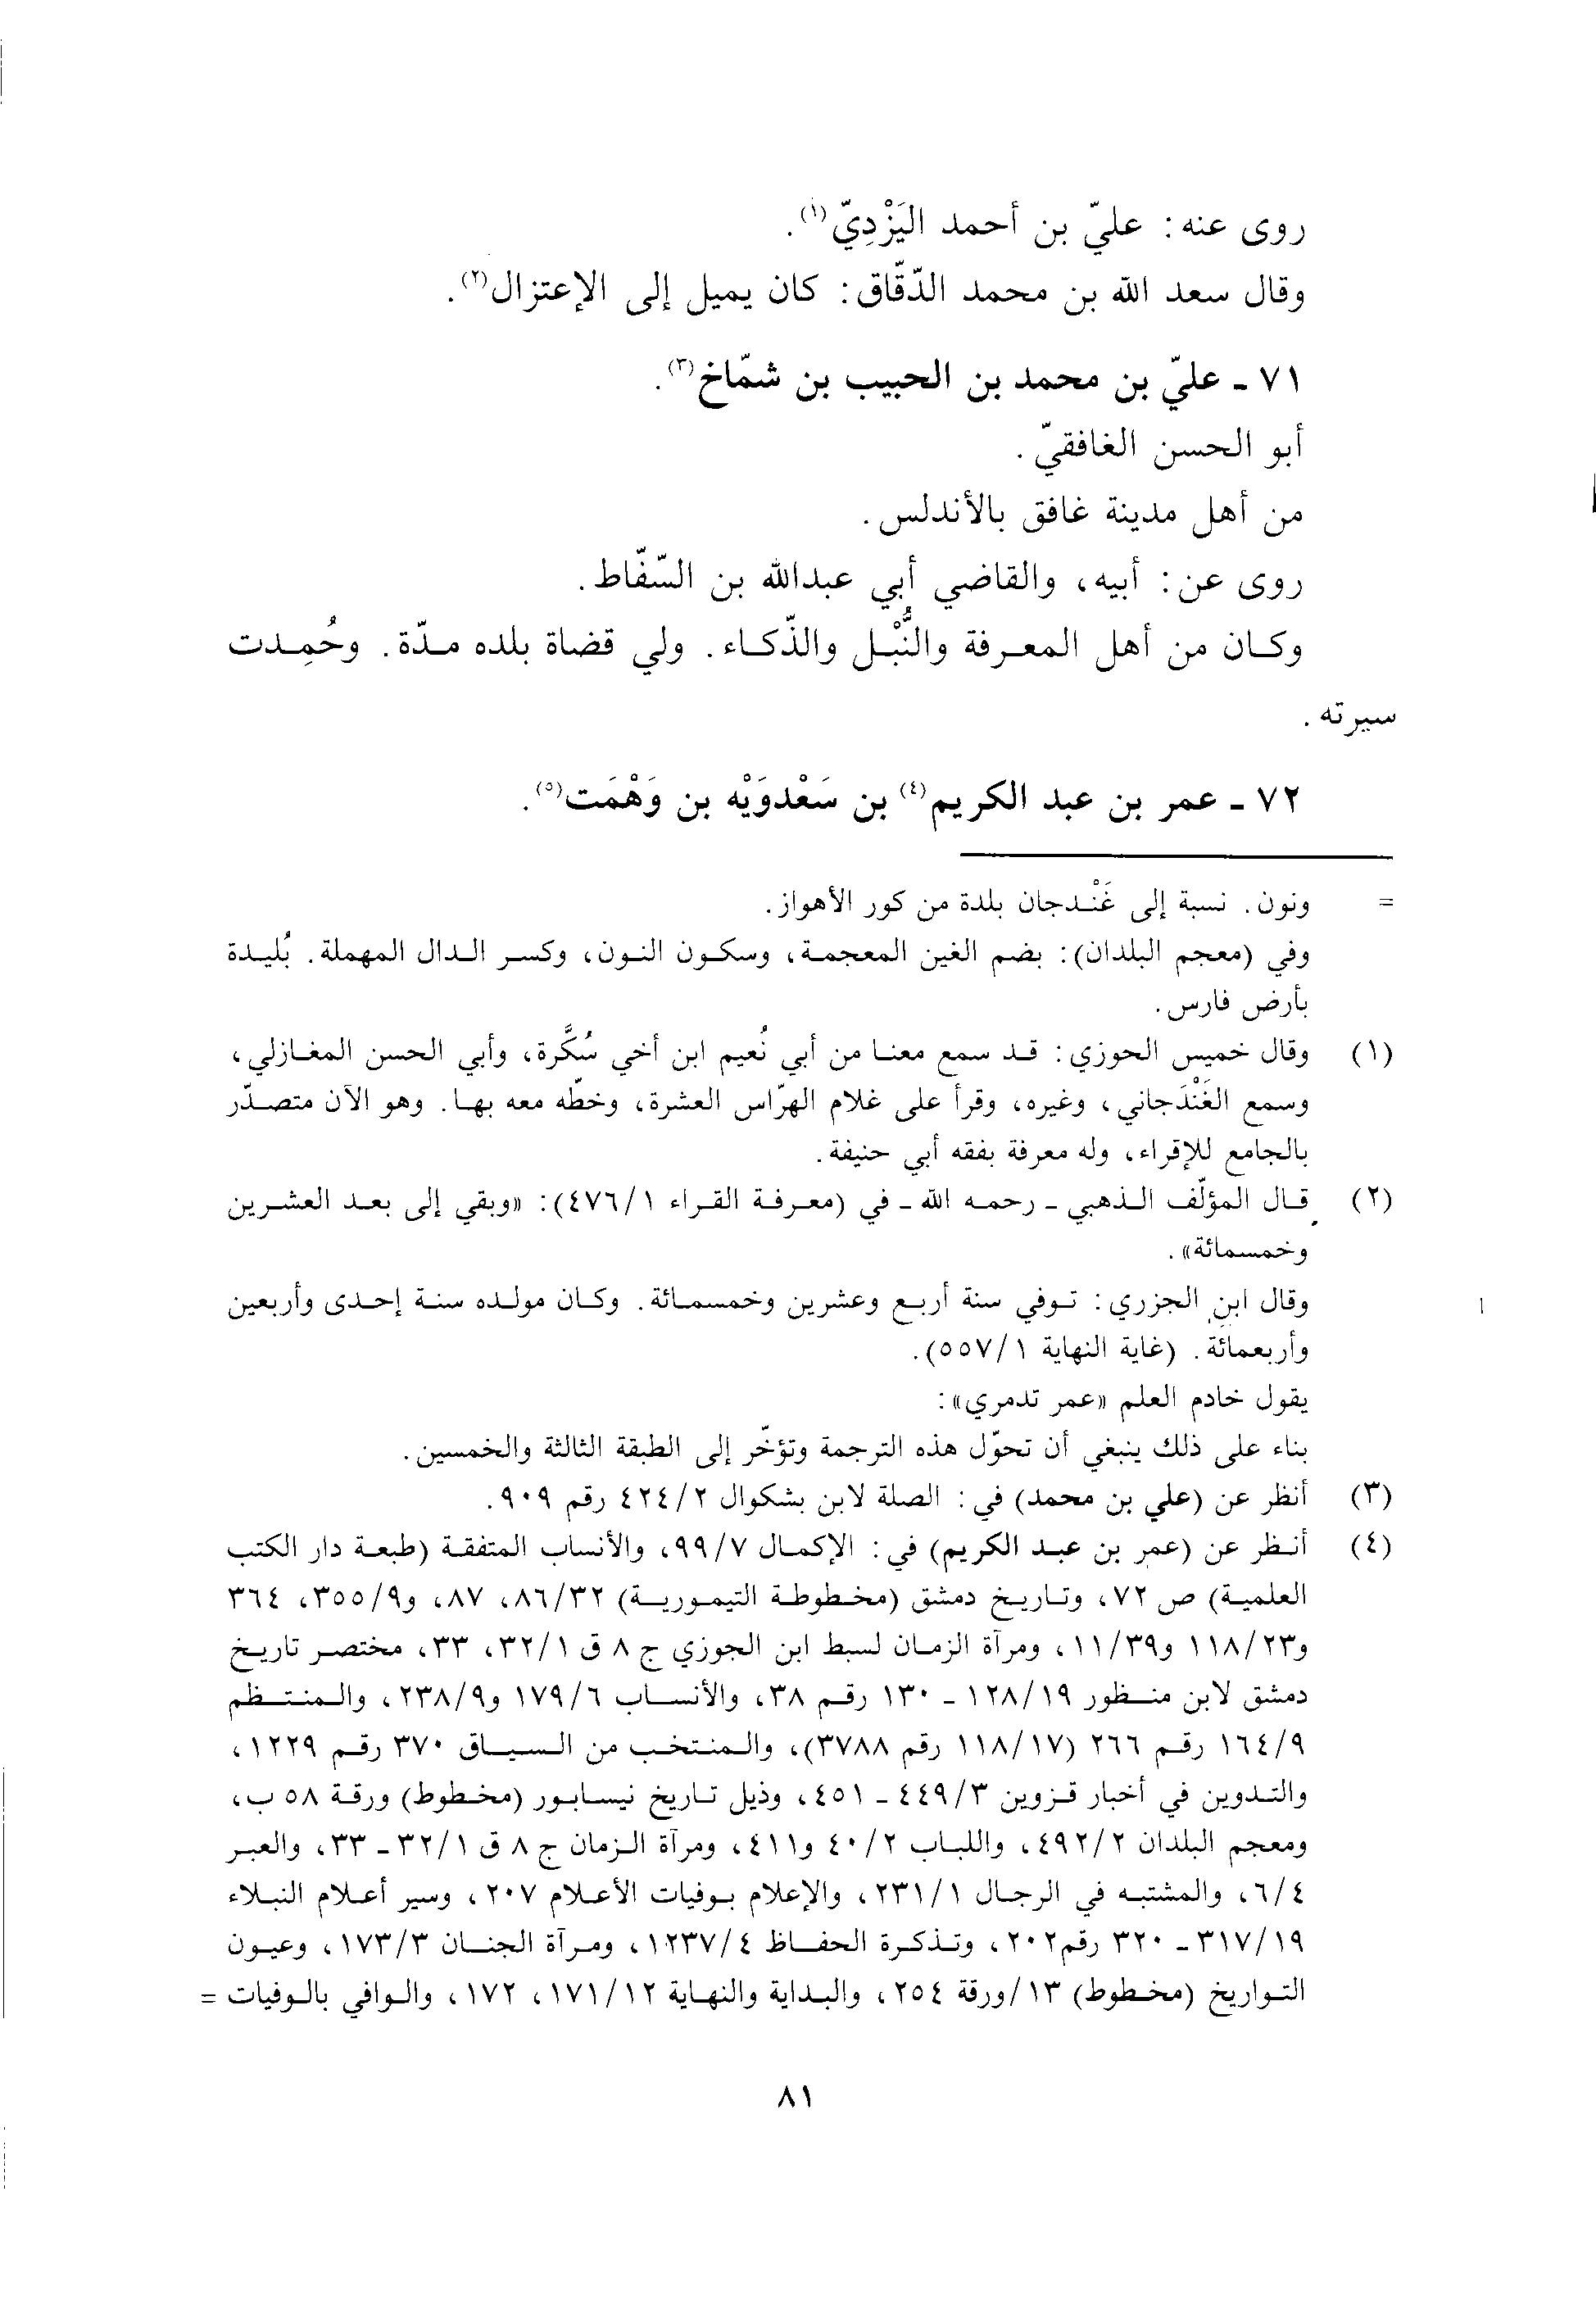 روى عنه: عليّ بن أحمد اليَزْدِيّ(١).
وقال سعد الله بن محمد الدّقّاق: كان يميل إلى الإعتزال(٢).
٧١ - عليّ بن محمد بن الحبيب بن شمّاخ(٣).
أبو الحسن الغافقيّ.
من أهل مدينة غافق بالأندلس.
روى عن: أبيه، والقاضي أبي عبدالله بن السّقّاط.
وكان من أهل المعرفة والنُّبْل والذّكاء. ولي قضاة بلده مدّة. وحُمِدت
سيرته.
٧٢ - عمر بن عبد الكريم(٤) بن سَعْدوَيْه بن وَهْمَت(٥).
= ونون. نسبة إلى غَنْدجان بلدة من كور الأهواز.
وفي (معجم البلدان): بضم الغين المعجمة، وسكون النون، وكسر الدال المهملة. بُليدة
بأرض فارس.
(١) وقال خميس الحوزي: قد سمع معنا من أبي نُعيم ابن أخي سُكَّرة، وأبي الحسن المغازلي،
وسمع الغَنْدَجاني، وغيره، وقرأ على غلام الهرّاس العشرة، وخطّه معه بها. وهو الآن متصدّر
بالجامع للإقراء، وله معرفة بفقه أبي حنيفة.
(٢) قال المؤلّف الذهبي - رحمه الله - في (معرفة القراء ٤٧٦/١): «وبقي إلى بعد العشرين
وخمسمائة».
وقال ابن الجزري: توفي سنة أربع وعشرين وخمسمائة. وكان مولده سنة إحدى وأربعين
وأربعمائة. (غاية النهاية ٥٥٧/١).
يقول خادم العلم «عمر تدمري»:
بناء على ذلك ينبغي أن تحوّل هذه الترجمة وتؤخّر إلى الطبقة الثالثة والخمسين.
(٣) أنظر عن (علي بن محمد) في: الصلة لابن بشكوال ٤٢٤/٢ رقم ٩٠٩.
(٤) أنظر عن (عمر بن عبد الكريم) في: الإكمال ٩٩/٧، والأنساب المتفقة (طبعة دار الكتب
العلمية) ص ٧٢، وتاريخ دمشق (مخطوطة التيمورية) ٨٦/٣٢، ٨٧، و٣٥٥/٩، ٣٦٤
و١١٨/٢٣ و١١/٣٩، ومرآة الزمان لسبط ابن الجوزي ج ٨ ق ٣٢/١، ٣٣، مختصر تاريخ
دمشق لابن منظور ١٢٨/١٩ - ١٣٠ رقم ٣٨، والأنساب ١٧٩/٦ و٢٣٨/٩، والمنتظم
١٦٤/٩ رقم ٢٦٦ (١١٨/١٧ رقم ٣٧٨٨)، والمنتخب من السياق ٣٧٠ رقم ١٢٢٩،
والتدوين في أخبار قزوين ٤٤٩/٣ - ٤٥١، وذيل تاريخ نيسابور (مخطوط) ورقة ٥٨ ب،
ومعجم البلدان ٤٩٢/٢، واللباب ٤٠/٢ و٤١١، ومرآة الزمان ج ٨ ق ٣٢/١ - ٣٣، والعبر
٦/٤، والمشتبه في الرجال ٢٣١/١، والإعلام بوفيات الأعلام ٢٠٧، وسير أعلام النبلاء
٣١٧/١٩ - ٣٢٠ رقم٢٠٢، وتذكرة الحفاظ ١٢٣٧/٤، ومرآة الجنان ١٧٣/٣، وعيون
التواريخ (مخطوط) ١٣/ورقة ٢٥٤، والبداية والنهاية ١٧١/١٢، ١٧٢، والوافي بالوفيات =
٨١